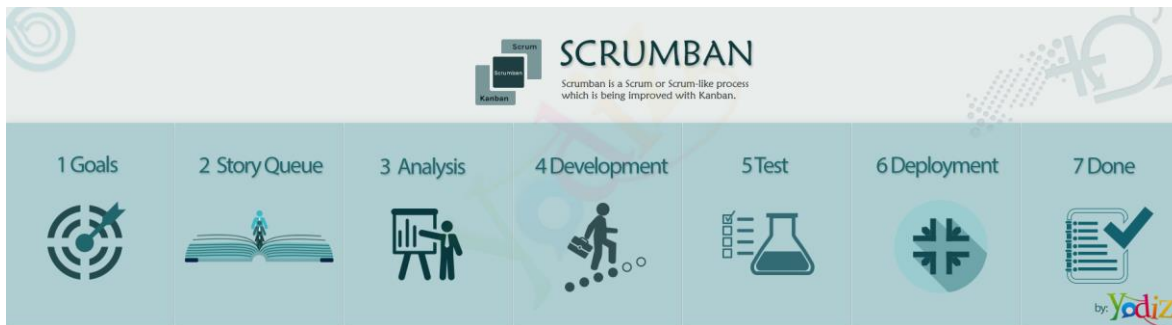 Scrum
Scrumban
Kanban
SCRUMBAN
Scrumban is a Scrum or Scrum-like process
which is being improved with Kanban.
1 Goals
2 Story Queue
3 Analysis
4 Development
5 Test
6 Deployment
7 Done
by: Yodiz
Yodiz